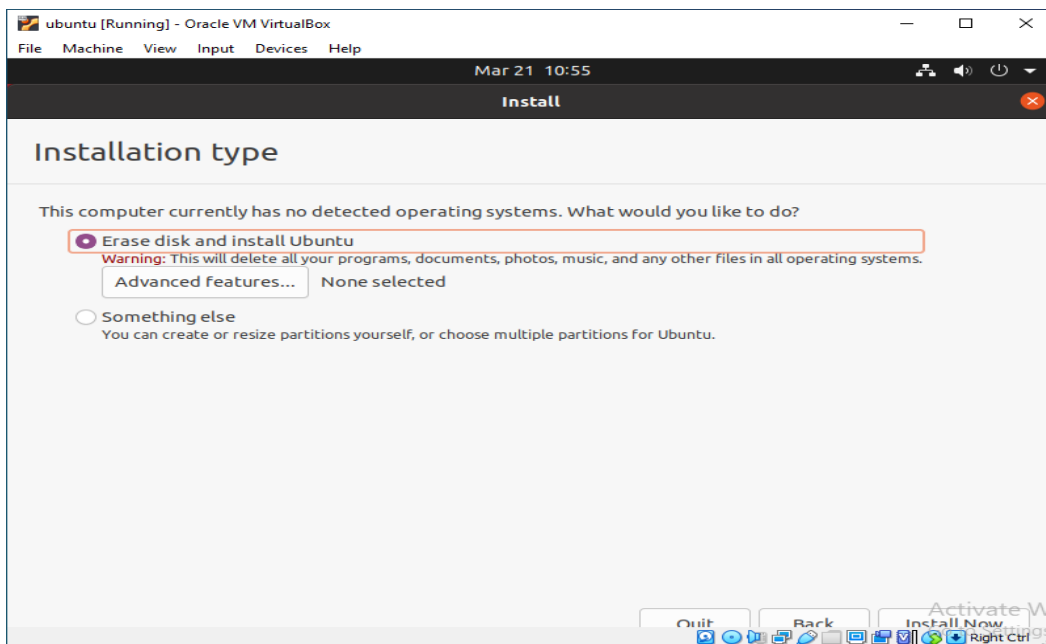 ubuntu [Running] - Oracle VM VirtualBox
File Machine View Input Devices Help
Mar 21 10:55
Install
Installation type
This computer currently has no detected operating systems. What would you like to do?
Erase disk and install Ubuntu
Warning: This will delete all your programs, documents, photos, music, and any other files in all operating systems.
Advanced features... None selected
Something else
You can create or resize partitions yourself, or choose multiple partitions for Ubuntu.
Activate W
Quit Back Install Now
Settings
Right Ctrl